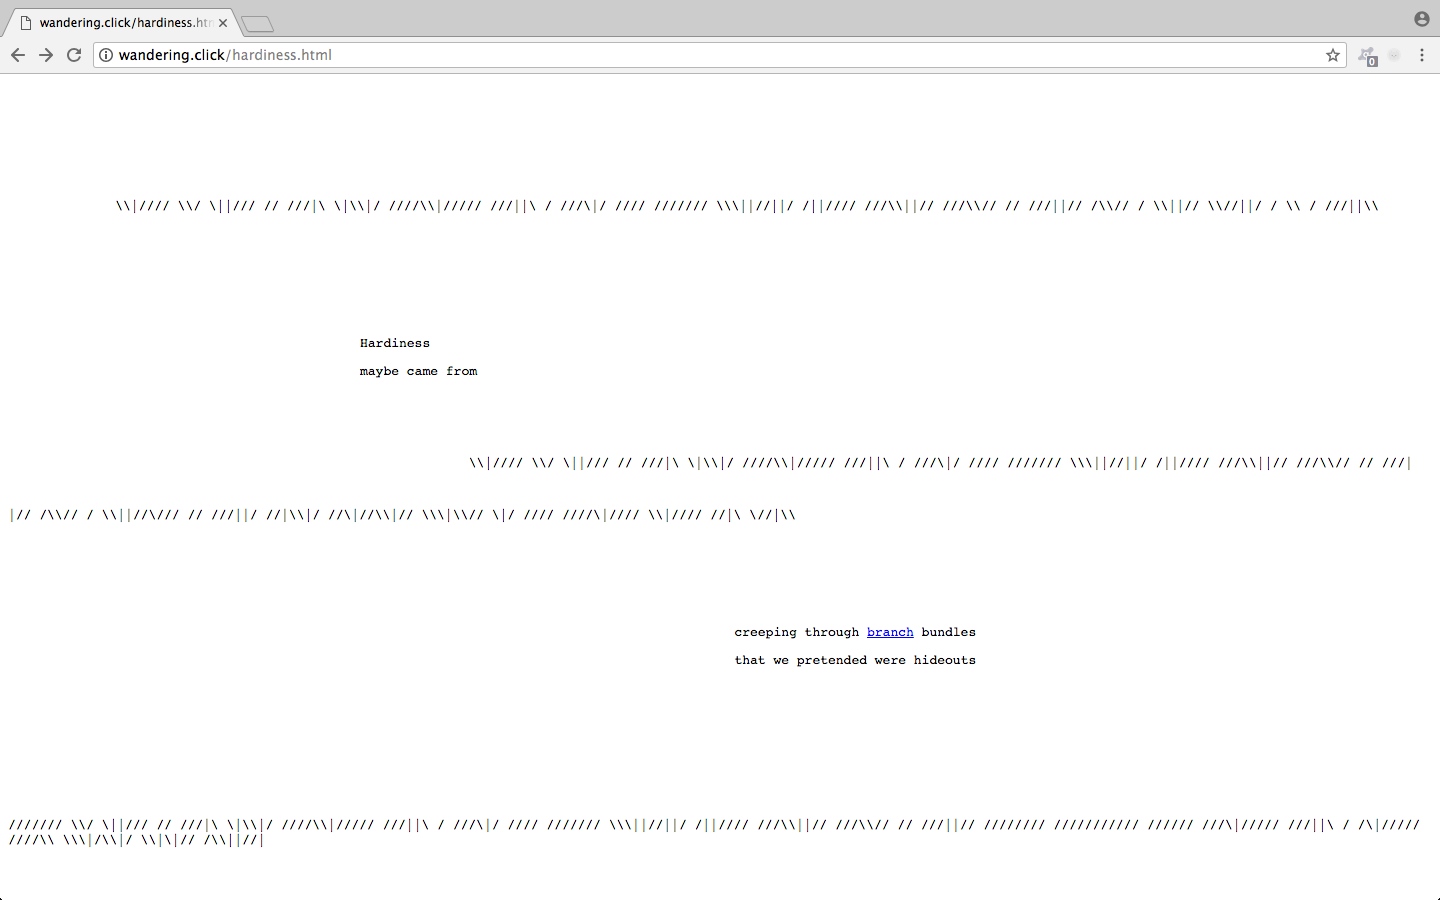 wandering.click/hardiness.htm
wandering.click/hardiness.html
0
\\|//// \\/ \||/// // ///|\ \|\\|/ ////\\|///// ///||\ / ///\|/ //// /////// \\\||//||/ /||//// ///\\||// ///\\// // ///||// /\\// / \\||// \\//||/ / \\ / ///||\\
Hardiness
maybe came from
\\|//// \\/ \||/// // ///|\ \|\\|/ ////\\|///// ///||\ / ///\|/ //// /////// \\\||//||/ /||//// ///\\||// ///\\// // ///|
|// /\\// / \\||//\/// // ///||/ //|\\|/ //\|//\\|// \\\|\\// \|/ //// ////\|//// \\|//// //|\ \//|\\
creeping through branch bundles
that we pretended were hideouts
/////// \\/ \||/// // ///|\ \|\\|/ ////\\|///// ///||\ / ///\|/ //// /////// \\\||//||/ /||//// ///\\||// ///\\// // ///||// //////// /////////// ////// ///\|///// ///||\ / /\|/////
////\\ \\\|/\\|/ \\|\|// /\\||//|